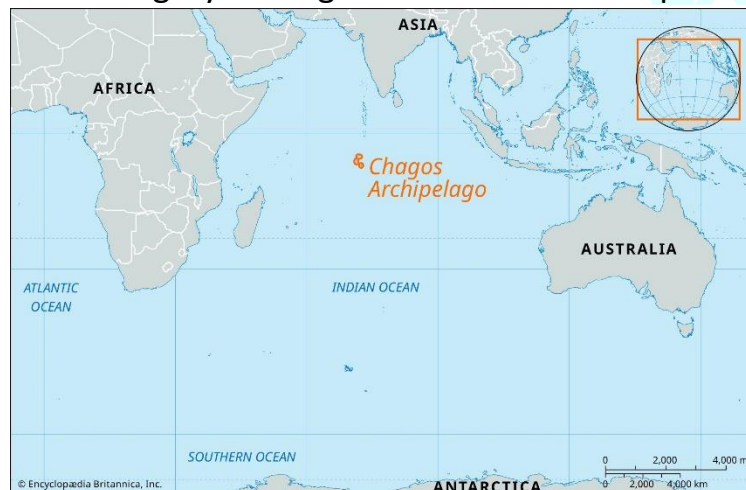 ASIA
AFRICA
Chagos
Archipelago
AUSTRALIA
ATLANTIC
OCEAN
INDIAN OCEAN
SOUTHERN OCEAN
0 2,000 4,000
0 2,000 4,000 km
© Encyclopædia Britannica, Inc.
ANTARCTICA